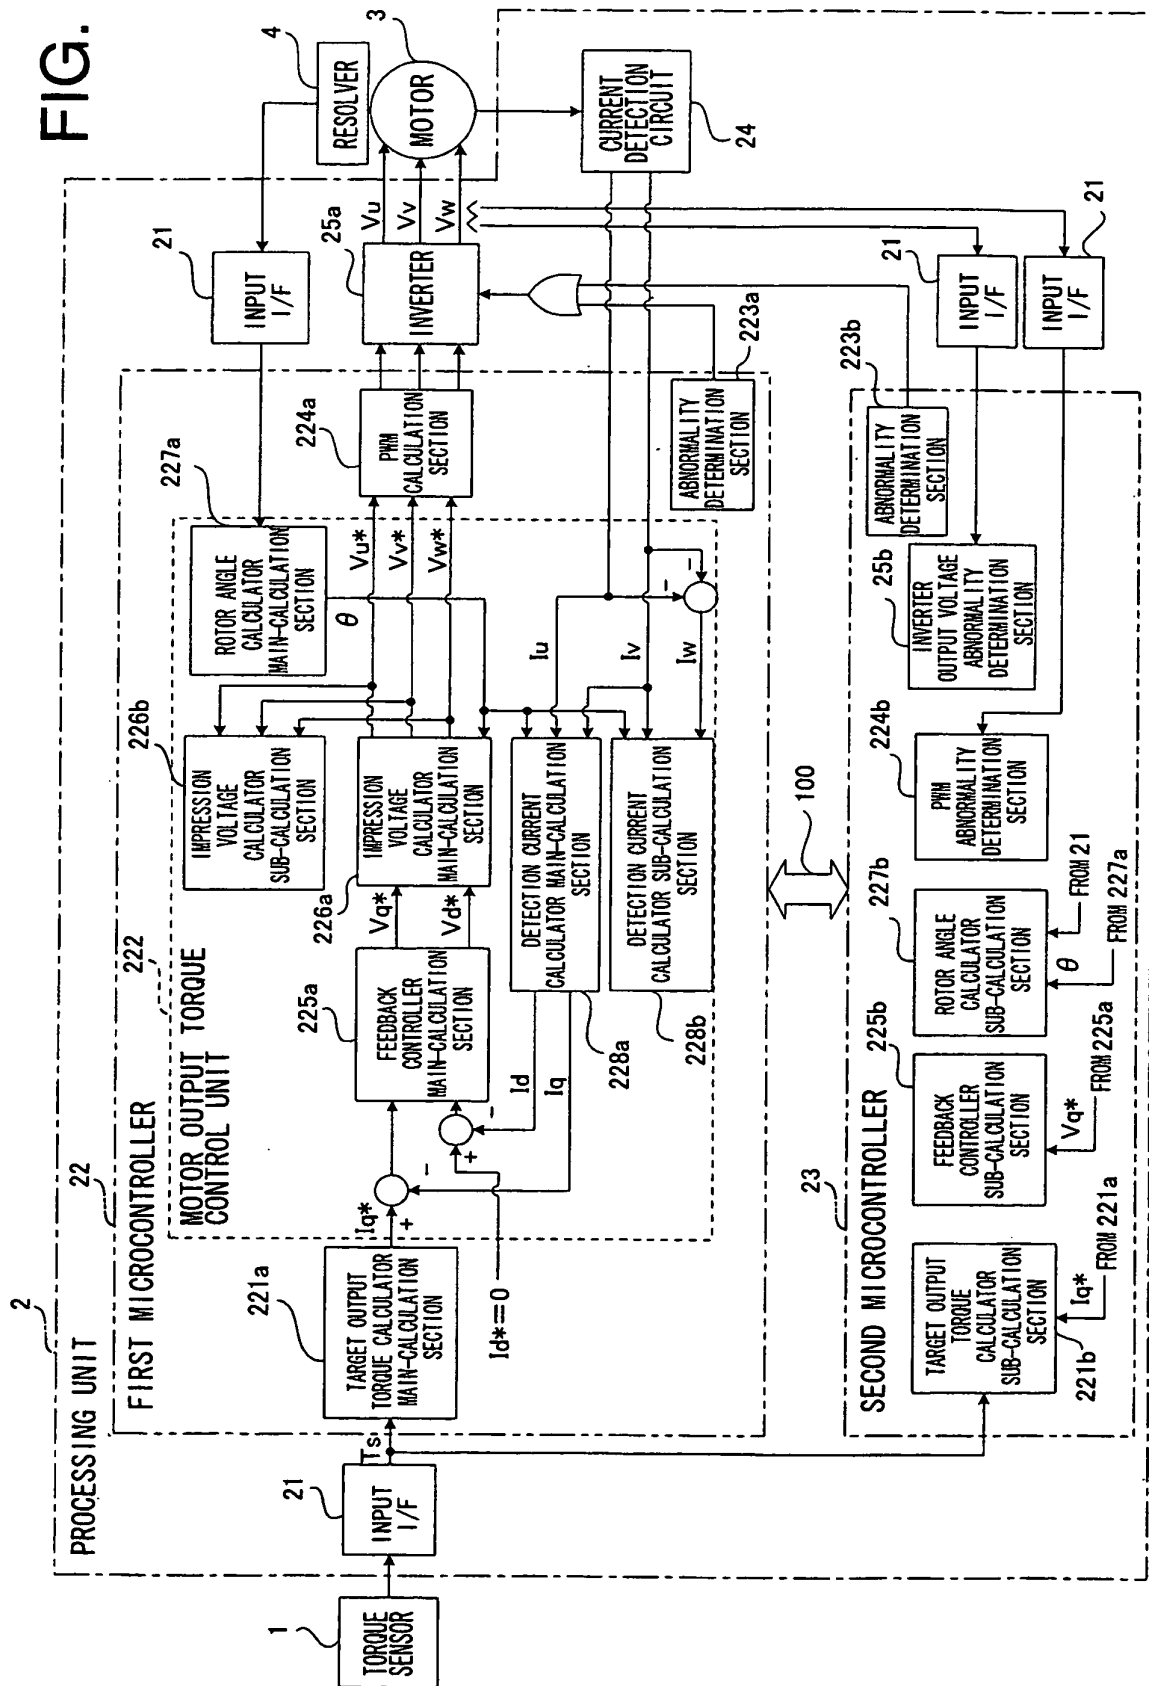 FIG.
PROCESSING UNIT
2
FIRST MICROCONTROLLER
22
MOTOR OUTPUT TORQUE
CONTROL UNIT
222
1
TORQUE
SENSOR
21
INPUT
I/F
Ts
221a
TARGET OUTPUT
TORQUE CALCULATOR
MAIN-CALCULATION
SECTION
Iq*
+
-
Id*=0
+
-
Id
Iq
225a
FEEDBACK
CONTROLLER
MAIN-CALCULATION
SECTION
Vq*
Vd*
226b
IMPRESSION
VOLTAGE
CALCULATOR
SUB-CALCULATION
SECTION
226a
IMPRESSION
VOLTAGE
CALCULATOR
MAIN-CALCULATION
SECTION
228a
DETECTION CURRENT
CALCULATOR MAIN-CALCULATION
SECTION
228b
DETECTION CURRENT
CALCULATOR SUB-CALCULATION
SECTION
227a
ROTOR ANGLE
CALCULATOR
MAIN-CALCULATION
SECTION
θ
Vu*
Vv*
Vw*
Iu
Iv
Iw
-
-
224a
PWM
CALCULATION
SECTION
223a
ABNORMALITY
DETERMINATION
SECTION
21
INPUT
I/F
25a
INVERTER
Vu
Vv
Vw
4
RESOLVER
3
MOTOR
CURRENT
DETECTION
CIRCUIT
24
100
SECOND MICROCONTROLLER
23
TARGET OUTPUT
TORQUE
CALCULATOR
SUB-CALCULATION
SECTION
221b
Iq*
FROM 221a
225b
FEEDBACK
CONTROLLER
SUB-CALCULATION
SECTION
Vq*
FROM 225a
227b
ROTOR ANGLE
CALCULATOR
SUB-CALCULATION
SECTION
θ
FROM 21
FROM 227a
224b
PWM
ABNORMALITY
DETERMINATION
SECTION
25b
INVERTER
OUTPUT VOLTAGE
ABNORMALITY
DETERMINATION
SECTION
223b
ABNORMALITY
DETERMINATION
SECTION
21
INPUT
I/F
21
INPUT
I/F